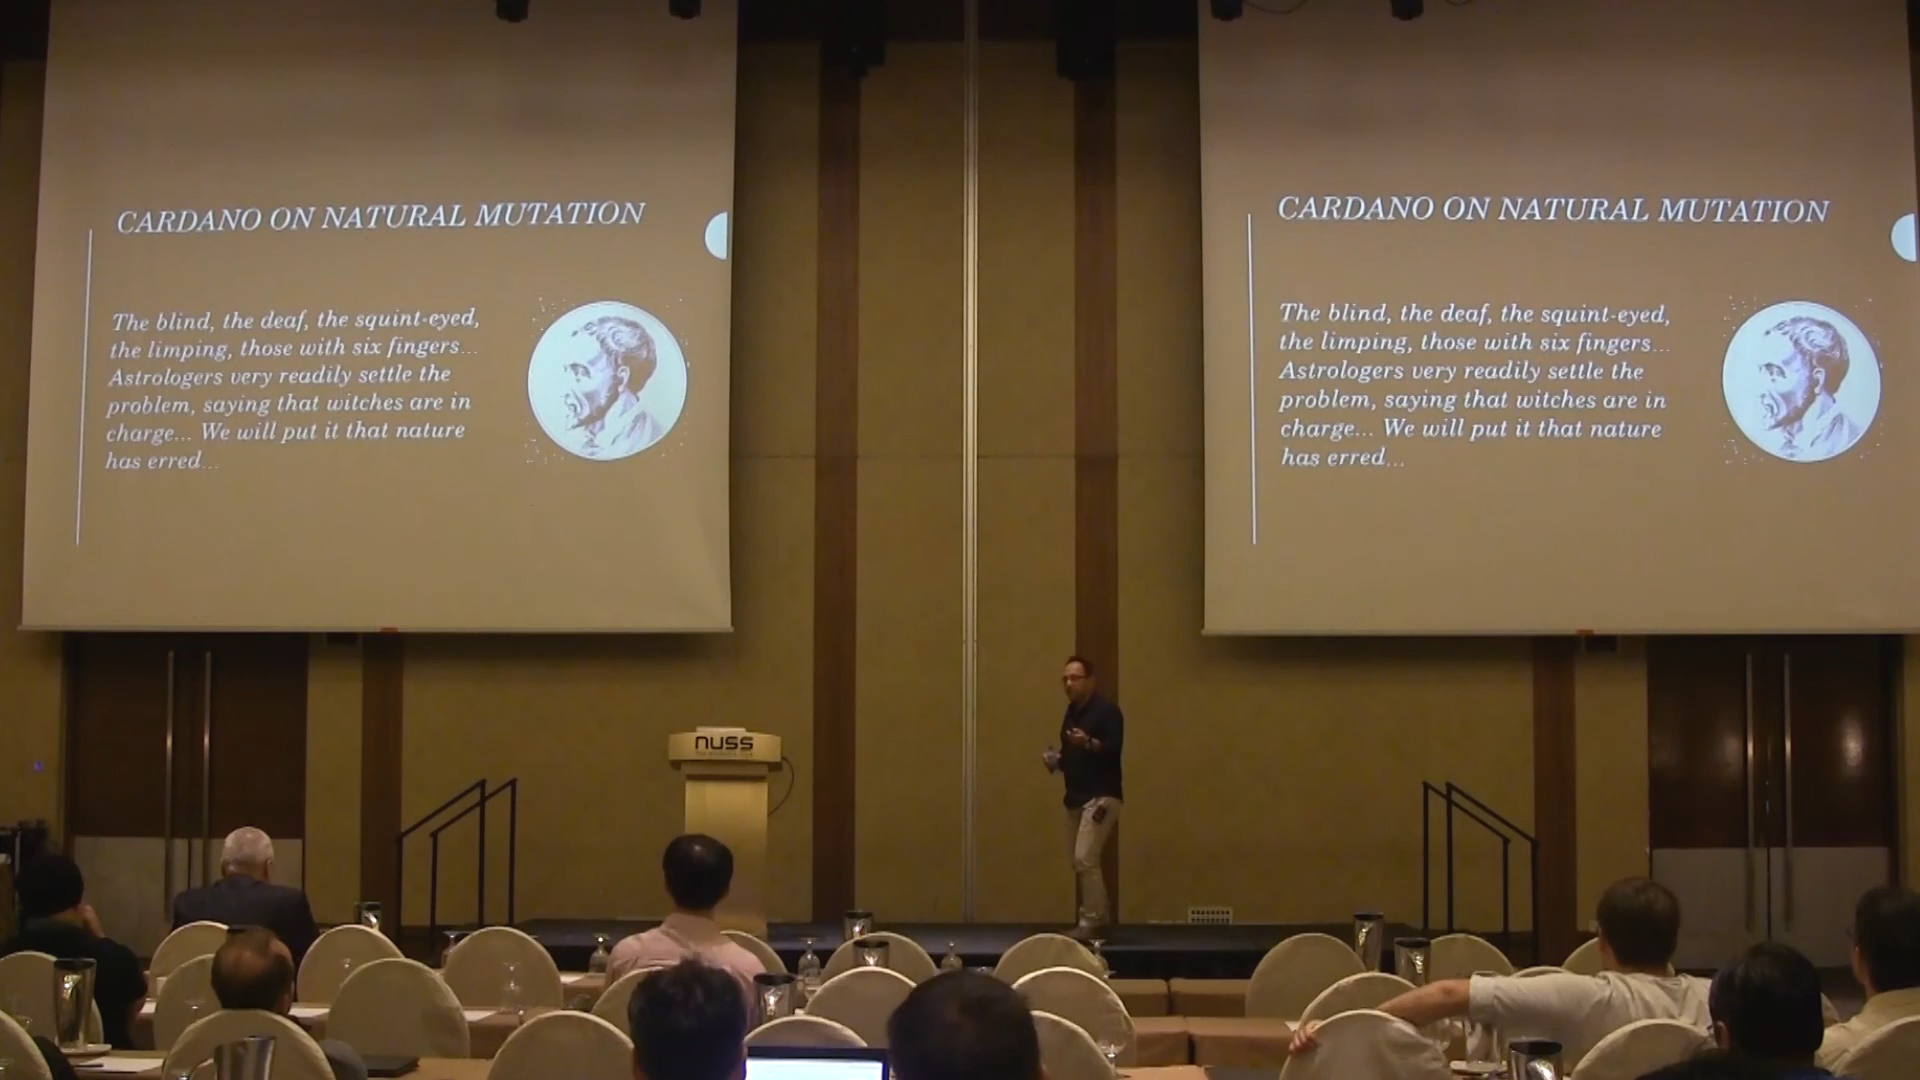 CARDANO ON NATURAL MUTATION
The blind, the deaf, the squint-eyed,
the limping, those with six fingers...
Astrologers very readily settle the
problem, saying that witches are in
charge... We will put it that nature
has erred...
CARDANO ON NATURAL MUTATION
The blind, the deaf, the squint-eyed,
the limping, those with six fingers...
Astrologers very readily settle the
problem, saying that witches are in
charge... We will put it that nature
has erred...
nuss